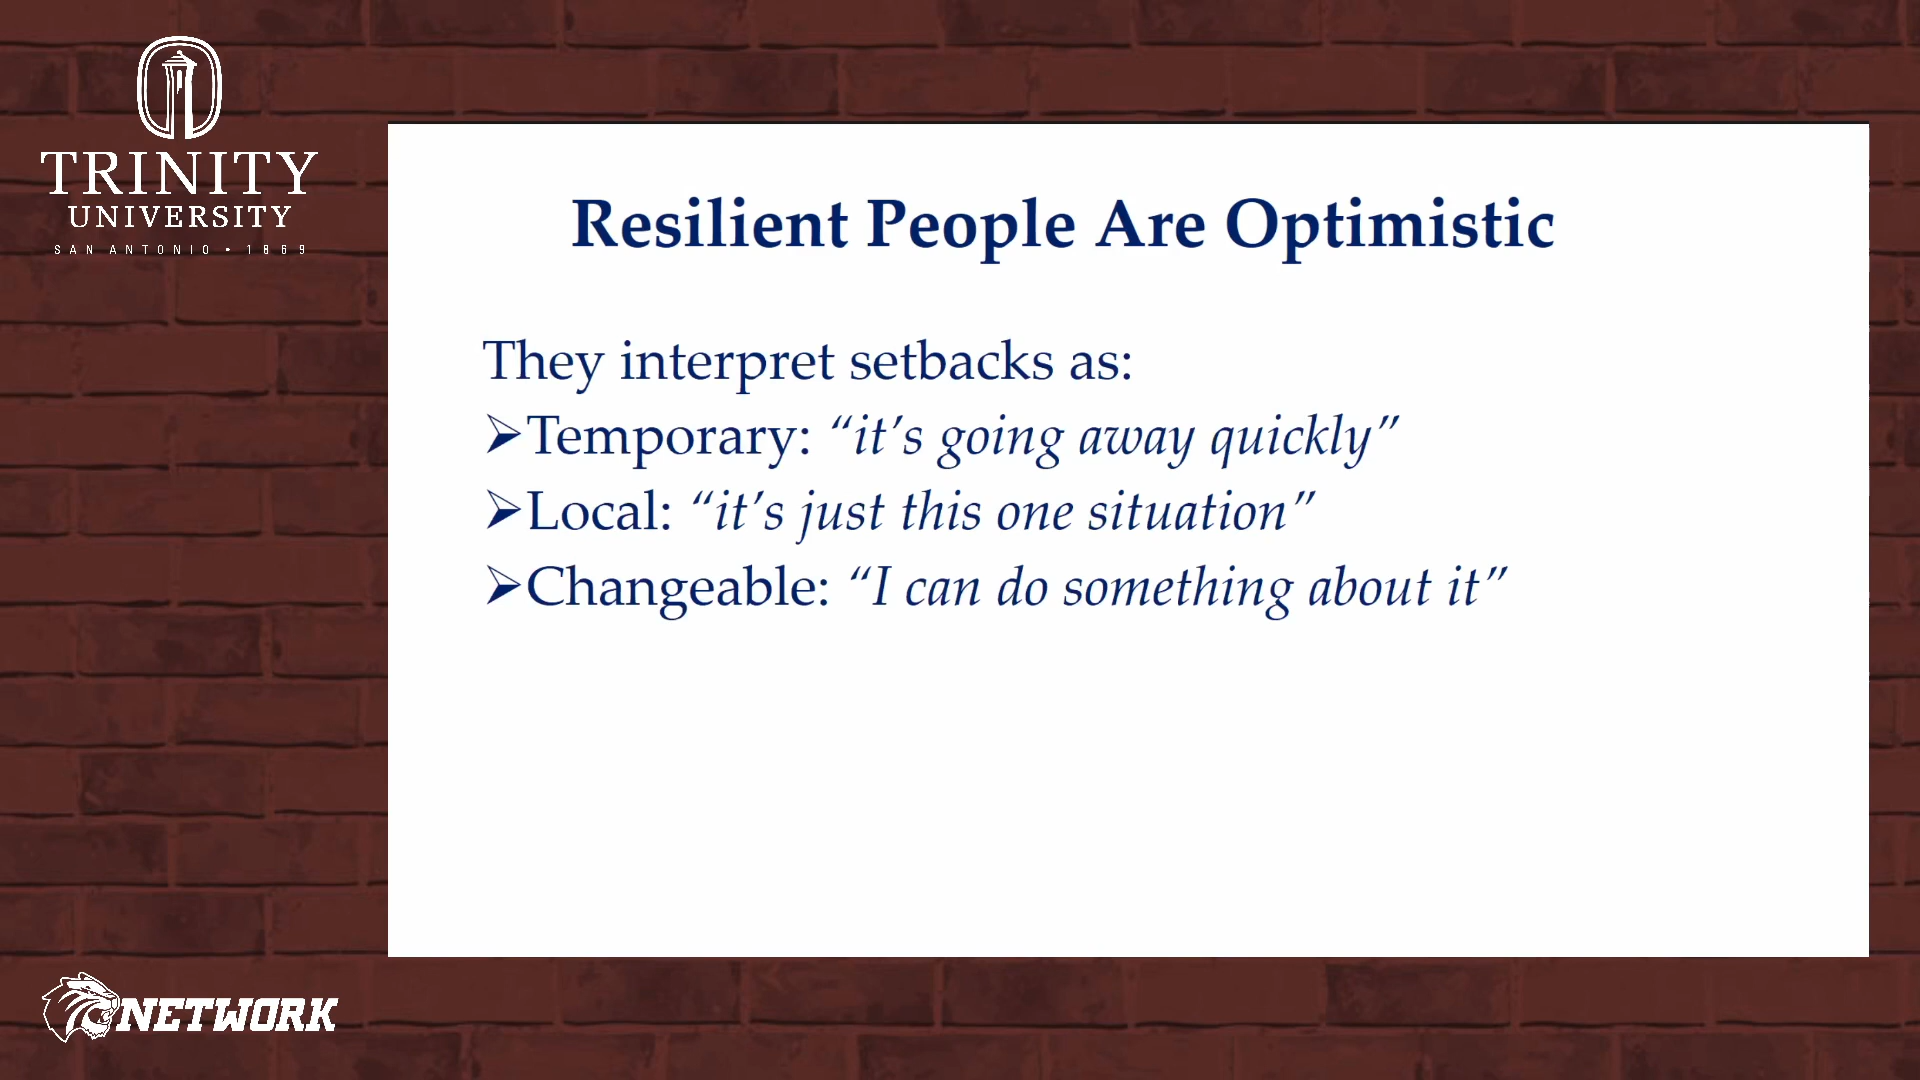 TRINITY
UNIVERSITY
SAN ANTONIO • 1869
Resilient People Are Optimistic
They interpret setbacks as:
➢Temporary: “it’s going away quickly”
➢Local: “it’s just this one situation”
➢Changeable: “I can do something about it”
NETWORK